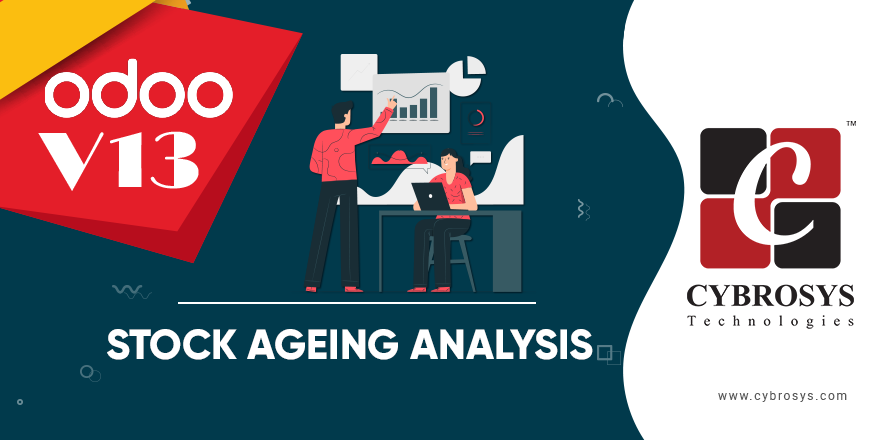 odoo
V13
STOCK AGEING ANALYSIS
C
™
CYBROSYS
Technologies
www.cybrosys.com